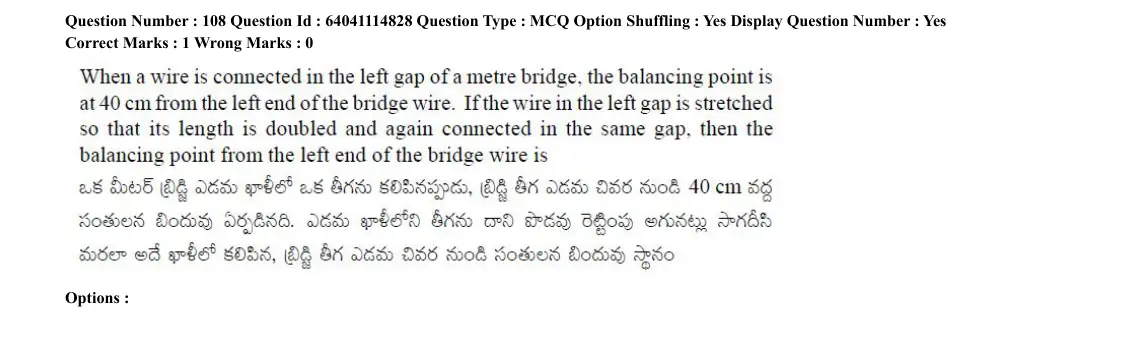 Question Number : 108 Question Id : 64041114828 Question Type : MCQ Option Shuffling : Yes Display Question Number : Yes
Correct Marks : 1 Wrong Marks : 0
When a wire is connected in the left gap of a metre bridge, the balancing point is
at 40 cm from the left end of the bridge wire. If the wire in the left gap is stretched
so that its length is doubled and again connected in the same gap, then the
balancing point from the left end of the bridge wire is
ఒక మీటర్ బ్రిడ్జి ఎడమ ఖాళీలో ఒక తీగను కలిపినప్పుడు, బ్రిడ్జి తీగ ఎడమ చివర నుండి 40 cm వద్ద
సంతులన బిందువు ఏర్పడినది. ఎడమ ఖాళీలోని తీగను దాని పొడవు రెట్టింపు అగునట్లు సాగదీసి
మరలా అదే ఖాళీలో కలిపిన, బ్రిడ్జి తీగ ఎడమ చివర నుండి సంతులన బిందువు స్థానం
Options :